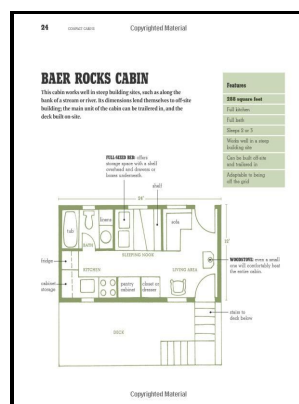 24
COMPACT CABINS
Copyrighted Material
BAER ROCKS CABIN
This cabin works well in steep building sites, such as along the
bank of a stream or river. Its dimensions lend themselves to off-site
building; the main unit of the cabin can be trailered in, and the
deck built on-site.
Features
288 square feet
Full kitchen
Full bath
Sleeps 2 or 3
Works well in a steep
building site
Can be built off-site
and trailered in
Adaptable to being
off the grid
FULL-SIZED BED: offers
storage space with a shelf
overhead and drawers or
boxes underneath.
shelf
24'
tub
linens
sofa
12'
BATH
SLEEPING NOOK
fridge
KITCHEN
LIVING AREA
WOODSTOVE: even a small
one will comfortably heat
the entire cabin.
cabinet
storage
pantry
cabinet
closet or
dresser
stairs to
deck below
DECK
Copyrighted Material